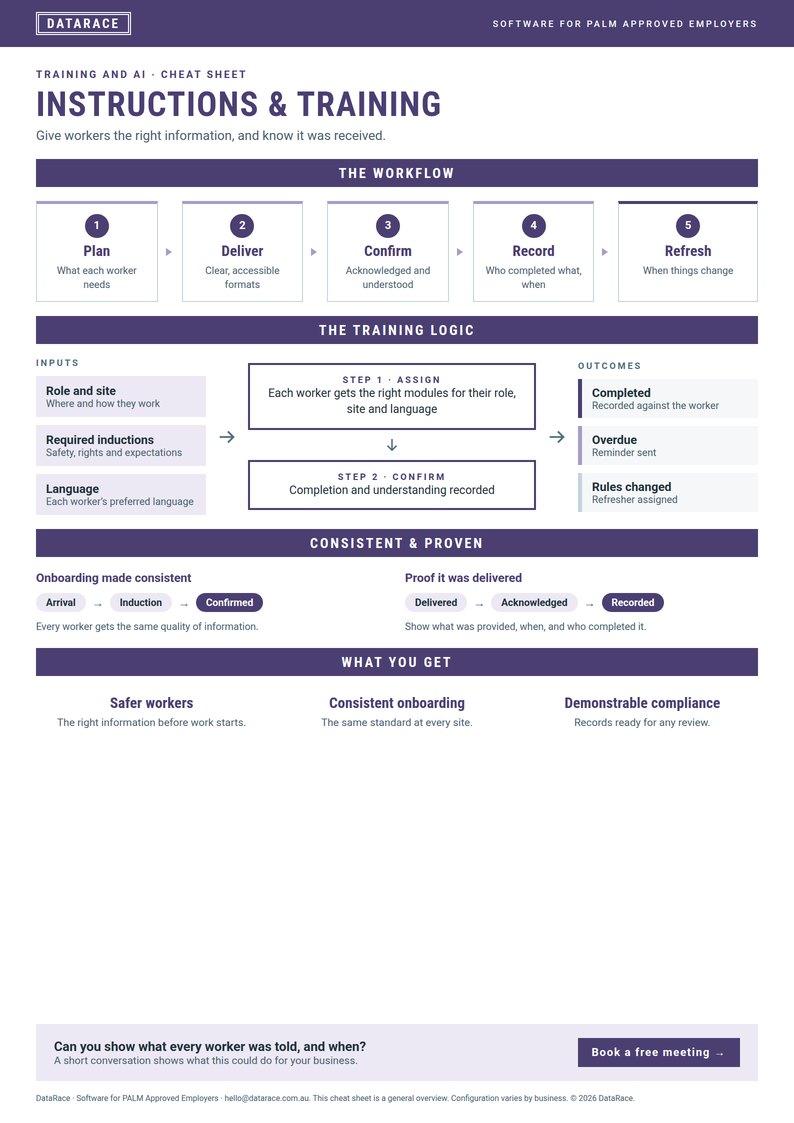 DATARACE
SOFTWARE FOR PALM APPROVED EMPLOYERS
TRAINING AND AI · CHEAT SHEET
INSTRUCTIONS & TRAINING
Give workers the right information, and know it was received.
THE WORKFLOW
1
Plan
What each worker
needs
2
Deliver
Clear, accessible
formats
3
Confirm
Acknowledged and
understood
4
Record
Who completed what,
when
5
Refresh
When things change
THE TRAINING LOGIC
INPUTS
Role and site
Where and how they work
Required inductions
Safety, rights and expectations
Language
Each worker's preferred language
→
STEP 1 · ASSIGN
Each worker gets the right modules for their role,
site and language
↓
STEP 2 · CONFIRM
Completion and understanding recorded
→
OUTCOMES
Completed
Recorded against the worker
Overdue
Reminder sent
Rules changed
Refresher assigned
CONSISTENT & PROVEN
Onboarding made consistent
Arrival → Induction → Confirmed
Every worker gets the same quality of information.
Proof it was delivered
Delivered → Acknowledged → Recorded
Show what was provided, when, and who completed it.
WHAT YOU GET
Safer workers
The right information before work starts.
Consistent onboarding
The same standard at every site.
Demonstrable compliance
Records ready for any review.
Can you show what every worker was told, and when?
A short conversation shows what this could do for your business.
Book a free meeting →
DataRace · Software for PALM Approved Employers · hello@datarace.com.au. This cheat sheet is a general overview. Configuration varies by business. © 2026 DataRace.